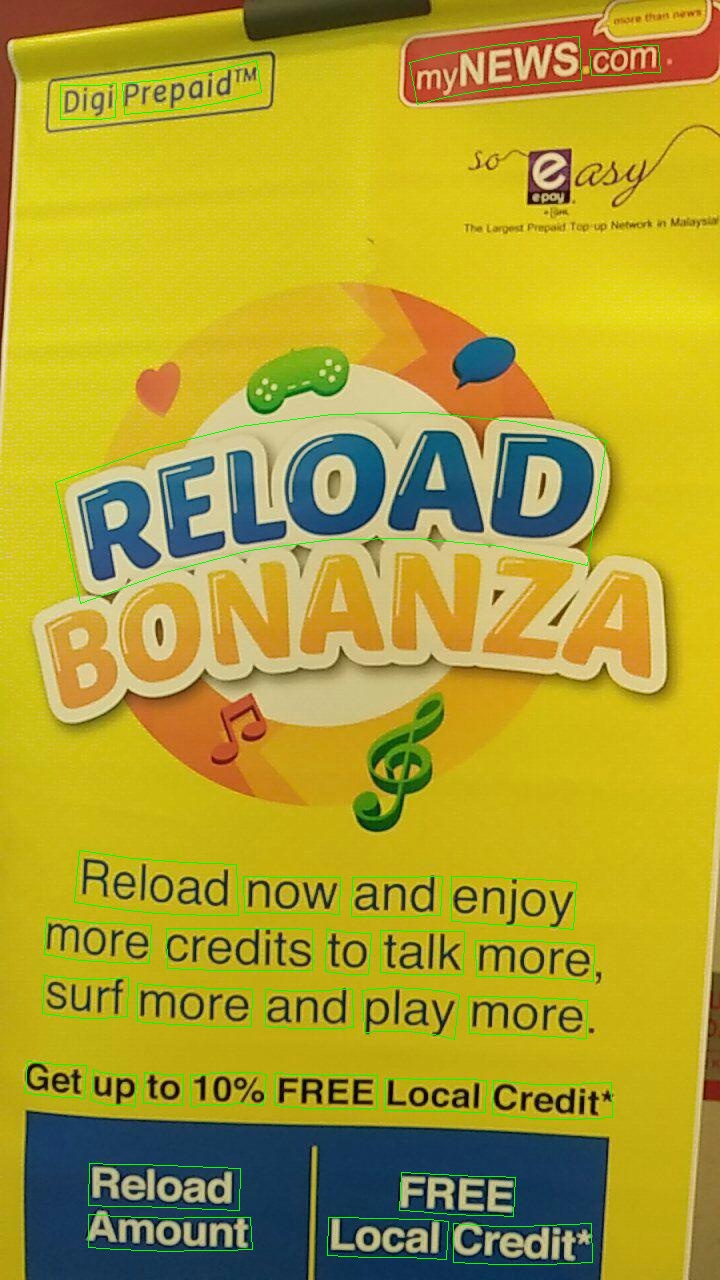 more than news
Digi Prepaid™
myNEWS.com
so easy
e pay
The Largest Prepaid Top-up Network in Malaysia
RELOAD
BONANZA
Reload now and enjoy
more credits to talk more,
surf more and play more.
Get up to 10% FREE Local Credit*
Reload
Amount
FREE
Local Credit*